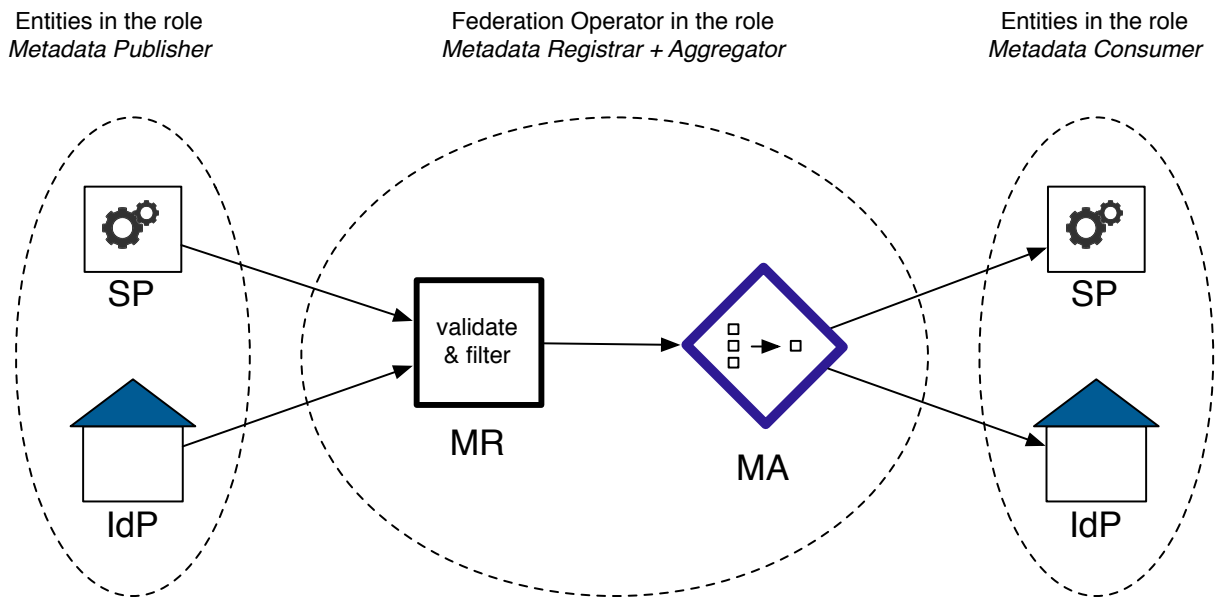 Entities in the role
Metadata Publisher
Federation Operator in the role
Metadata Registrar + Aggregator
Entities in the role
Metadata Consumer
SP
IdP
validate
& filter
MR
MA
SP
IdP